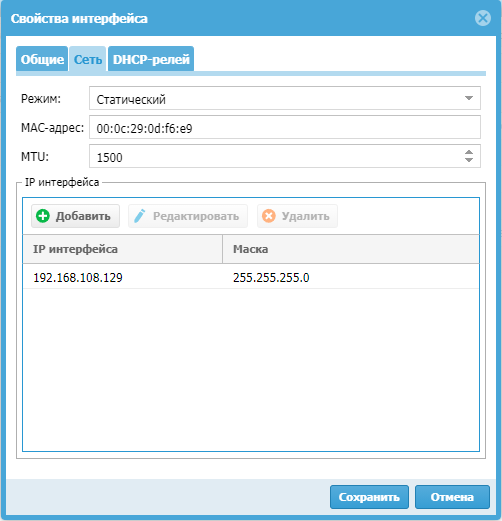 Свойства интерфейса
Общие Сеть DHCP-релей
Режим: Статический
MAC-адрес: 00:0c:29:0d:f6:e9
MTU: 1500
IP интерфейса
Добавить Редактировать Удалить
IP интерфейса Маска
192.168.108.129 255.255.255.0
Сохранить Отмена